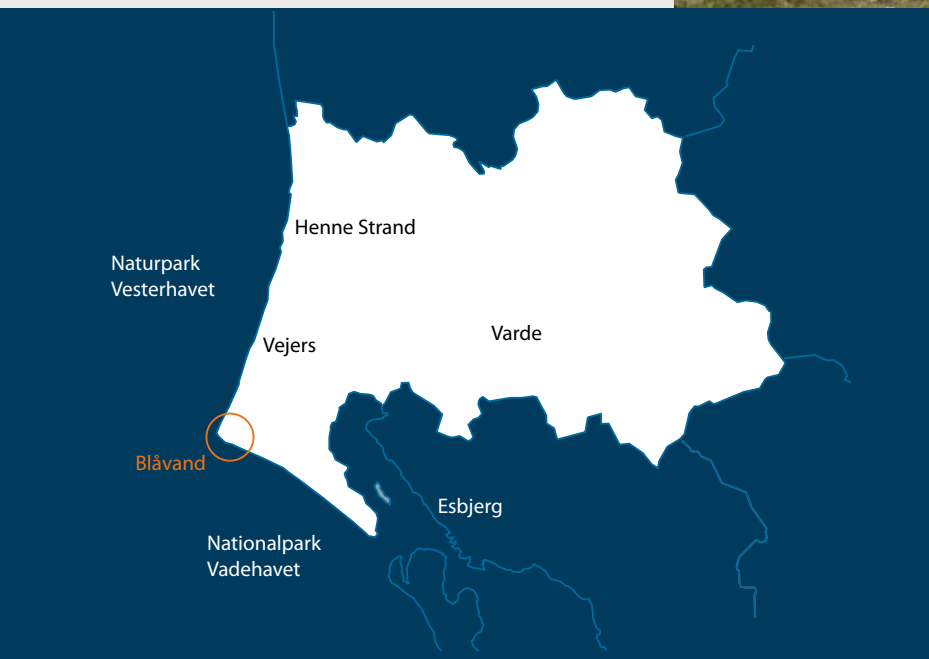 Henne Strand
Naturpark
Vesterhavet
Vejers
Varde
Blåvand
Esbjerg
Nationalpark
Vadehavet